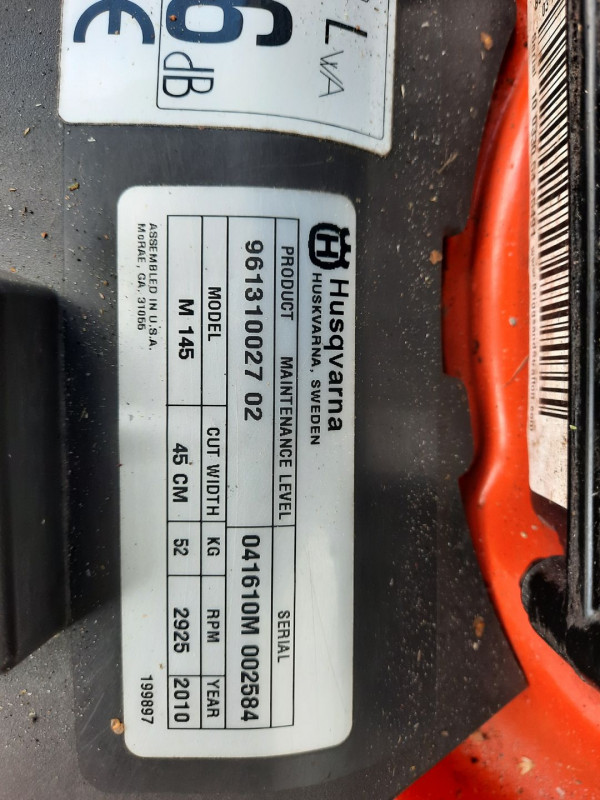 LWA
dB
CE
Husqvarna
HUSKVARNA, SWEDEN
PRODUCT MAINTENANCE LEVEL SERIAL
961310027 02 041610M 002584
MODEL CUT WIDTH KG RPM YEAR
M 145 45 CM 52 2925 2010
ASSEMBLED IN U.S.A.
McRAE, GA. 31055
199897